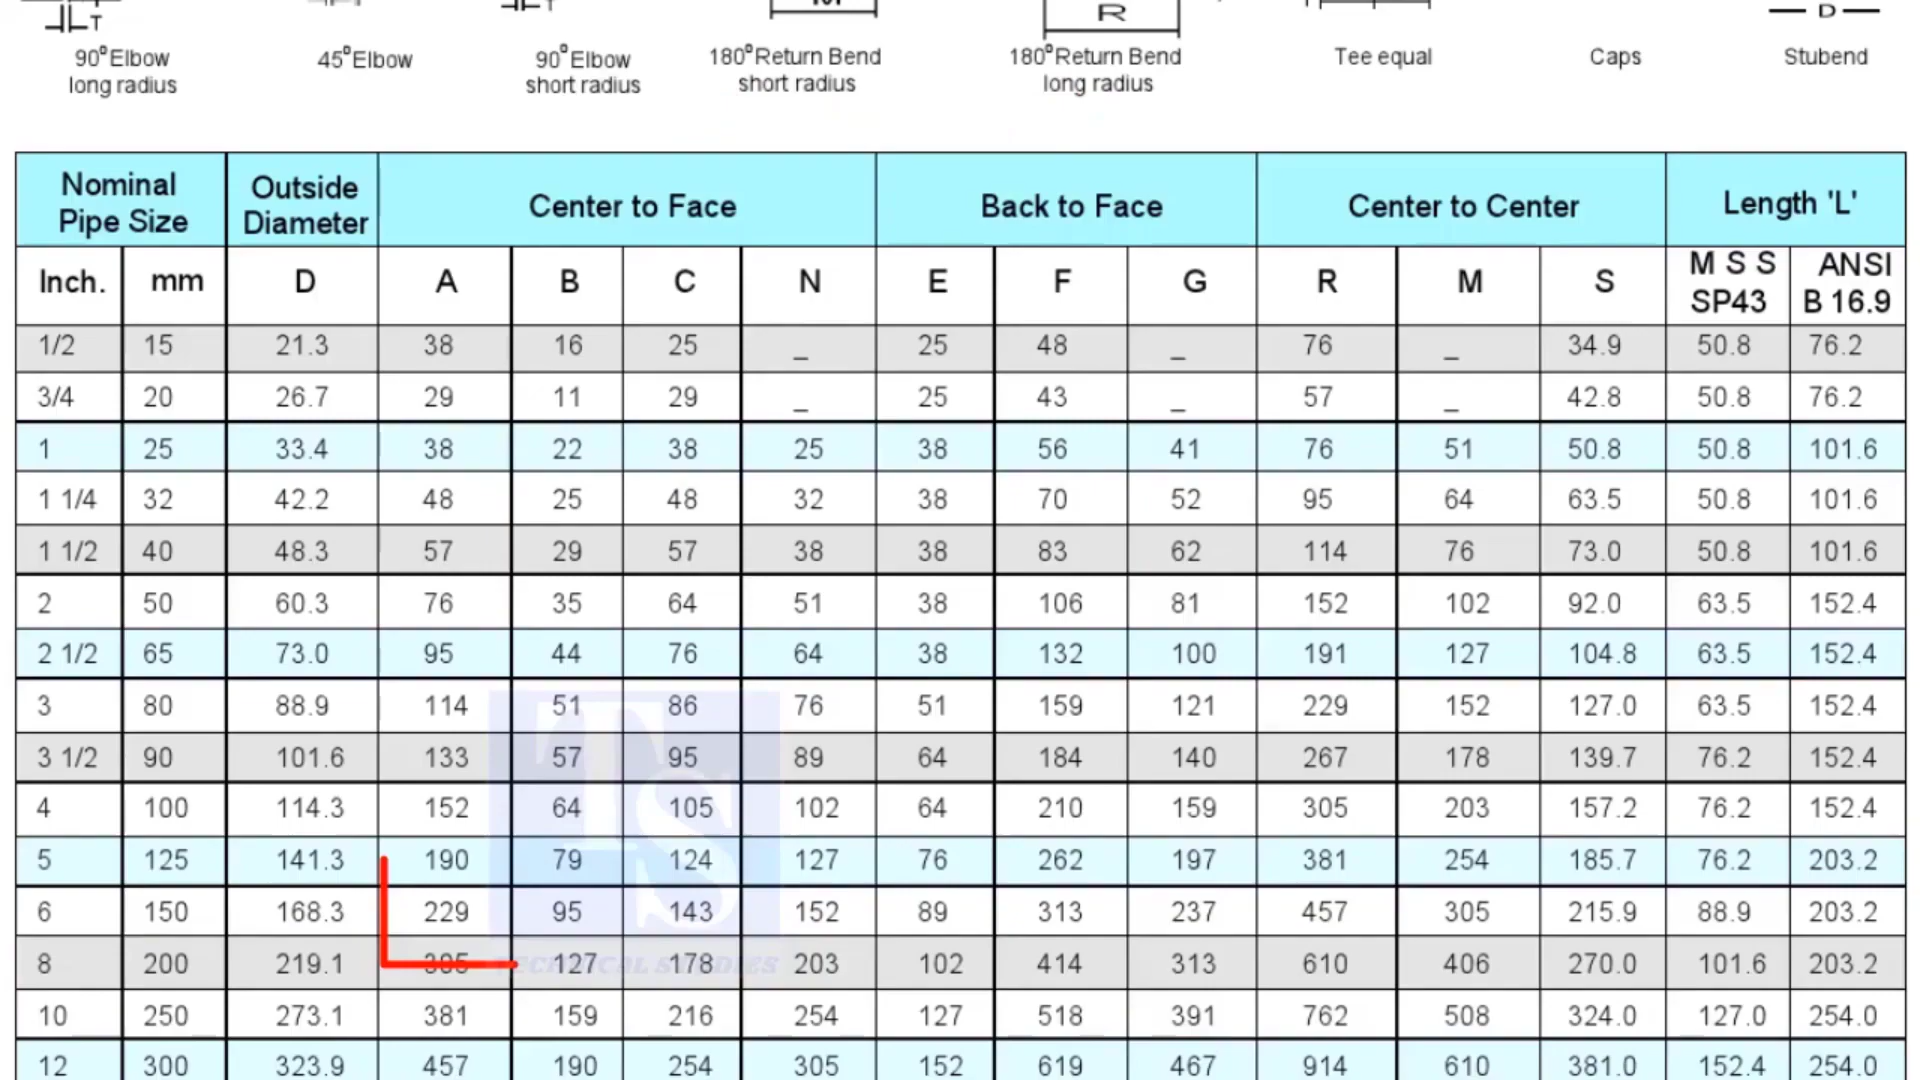 T
T
M
R
D
90°Elbow
long radius
45°Elbow
90°Elbow
short radius
180°Return Bend
short radius
180°Return Bend
long radius
Tee equal
Caps
Stubend
Nominal Pipe Size Outside Diameter Center to Face Back to Face Center to Center Length 'L'
Inch. mm D A B C N E F G R M S M S S SP43 ANSI B 16.9
1/2 15 21.3 38 16 25 _ 25 48 _ 76 _ 34.9 50.8 76.2
3/4 20 26.7 29 11 29 _ 25 43 _ 57 _ 42.8 50.8 76.2
1 25 33.4 38 22 38 25 38 56 41 76 51 50.8 50.8 101.6
1 1/4 32 42.2 48 25 48 32 38 70 52 95 64 63.5 50.8 101.6
1 1/2 40 48.3 57 29 57 38 38 83 62 114 76 73.0 50.8 101.6
2 50 60.3 76 35 64 51 38 106 81 152 102 92.0 63.5 152.4
2 1/2 65 73.0 95 44 76 64 38 132 100 191 127 104.8 63.5 152.4
3 80 88.9 114 51 86 76 51 159 121 229 152 127.0 63.5 152.4
3 1/2 90 101.6 133 57 95 89 64 184 140 267 178 139.7 76.2 152.4
4 100 114.3 152 64 105 102 64 210 159 305 203 157.2 76.2 152.4
5 125 141.3 190 79 124 127 76 262 197 381 254 185.7 76.2 203.2
6 150 168.3 229 95 143 152 89 313 237 457 305 215.9 88.9 203.2
8 200 219.1 127 178 203 102 414 313 610 406 270.0 101.6 203.2
10 250 273.1 381 159 216 254 127 518 391 762 508 324.0 127.0 254.0
12 300 323.9 457 190 254 305 152 619 467 914 610 381.0 152.4 254.0
TS
TECHNICAL STUDIES